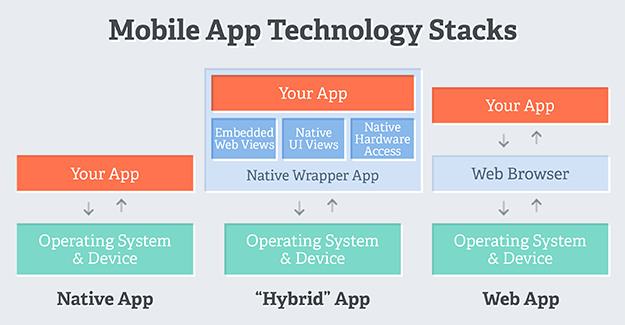 Mobile App Technology Stacks
Your App
Operating System
& Device
Native App
Your App
Embedded
Web Views
Native
UI Views
Native
Hardware
Access
Native Wrapper App
Operating System
& Device
“Hybrid” App
Your App
Web Browser
Operating System
& Device
Web App